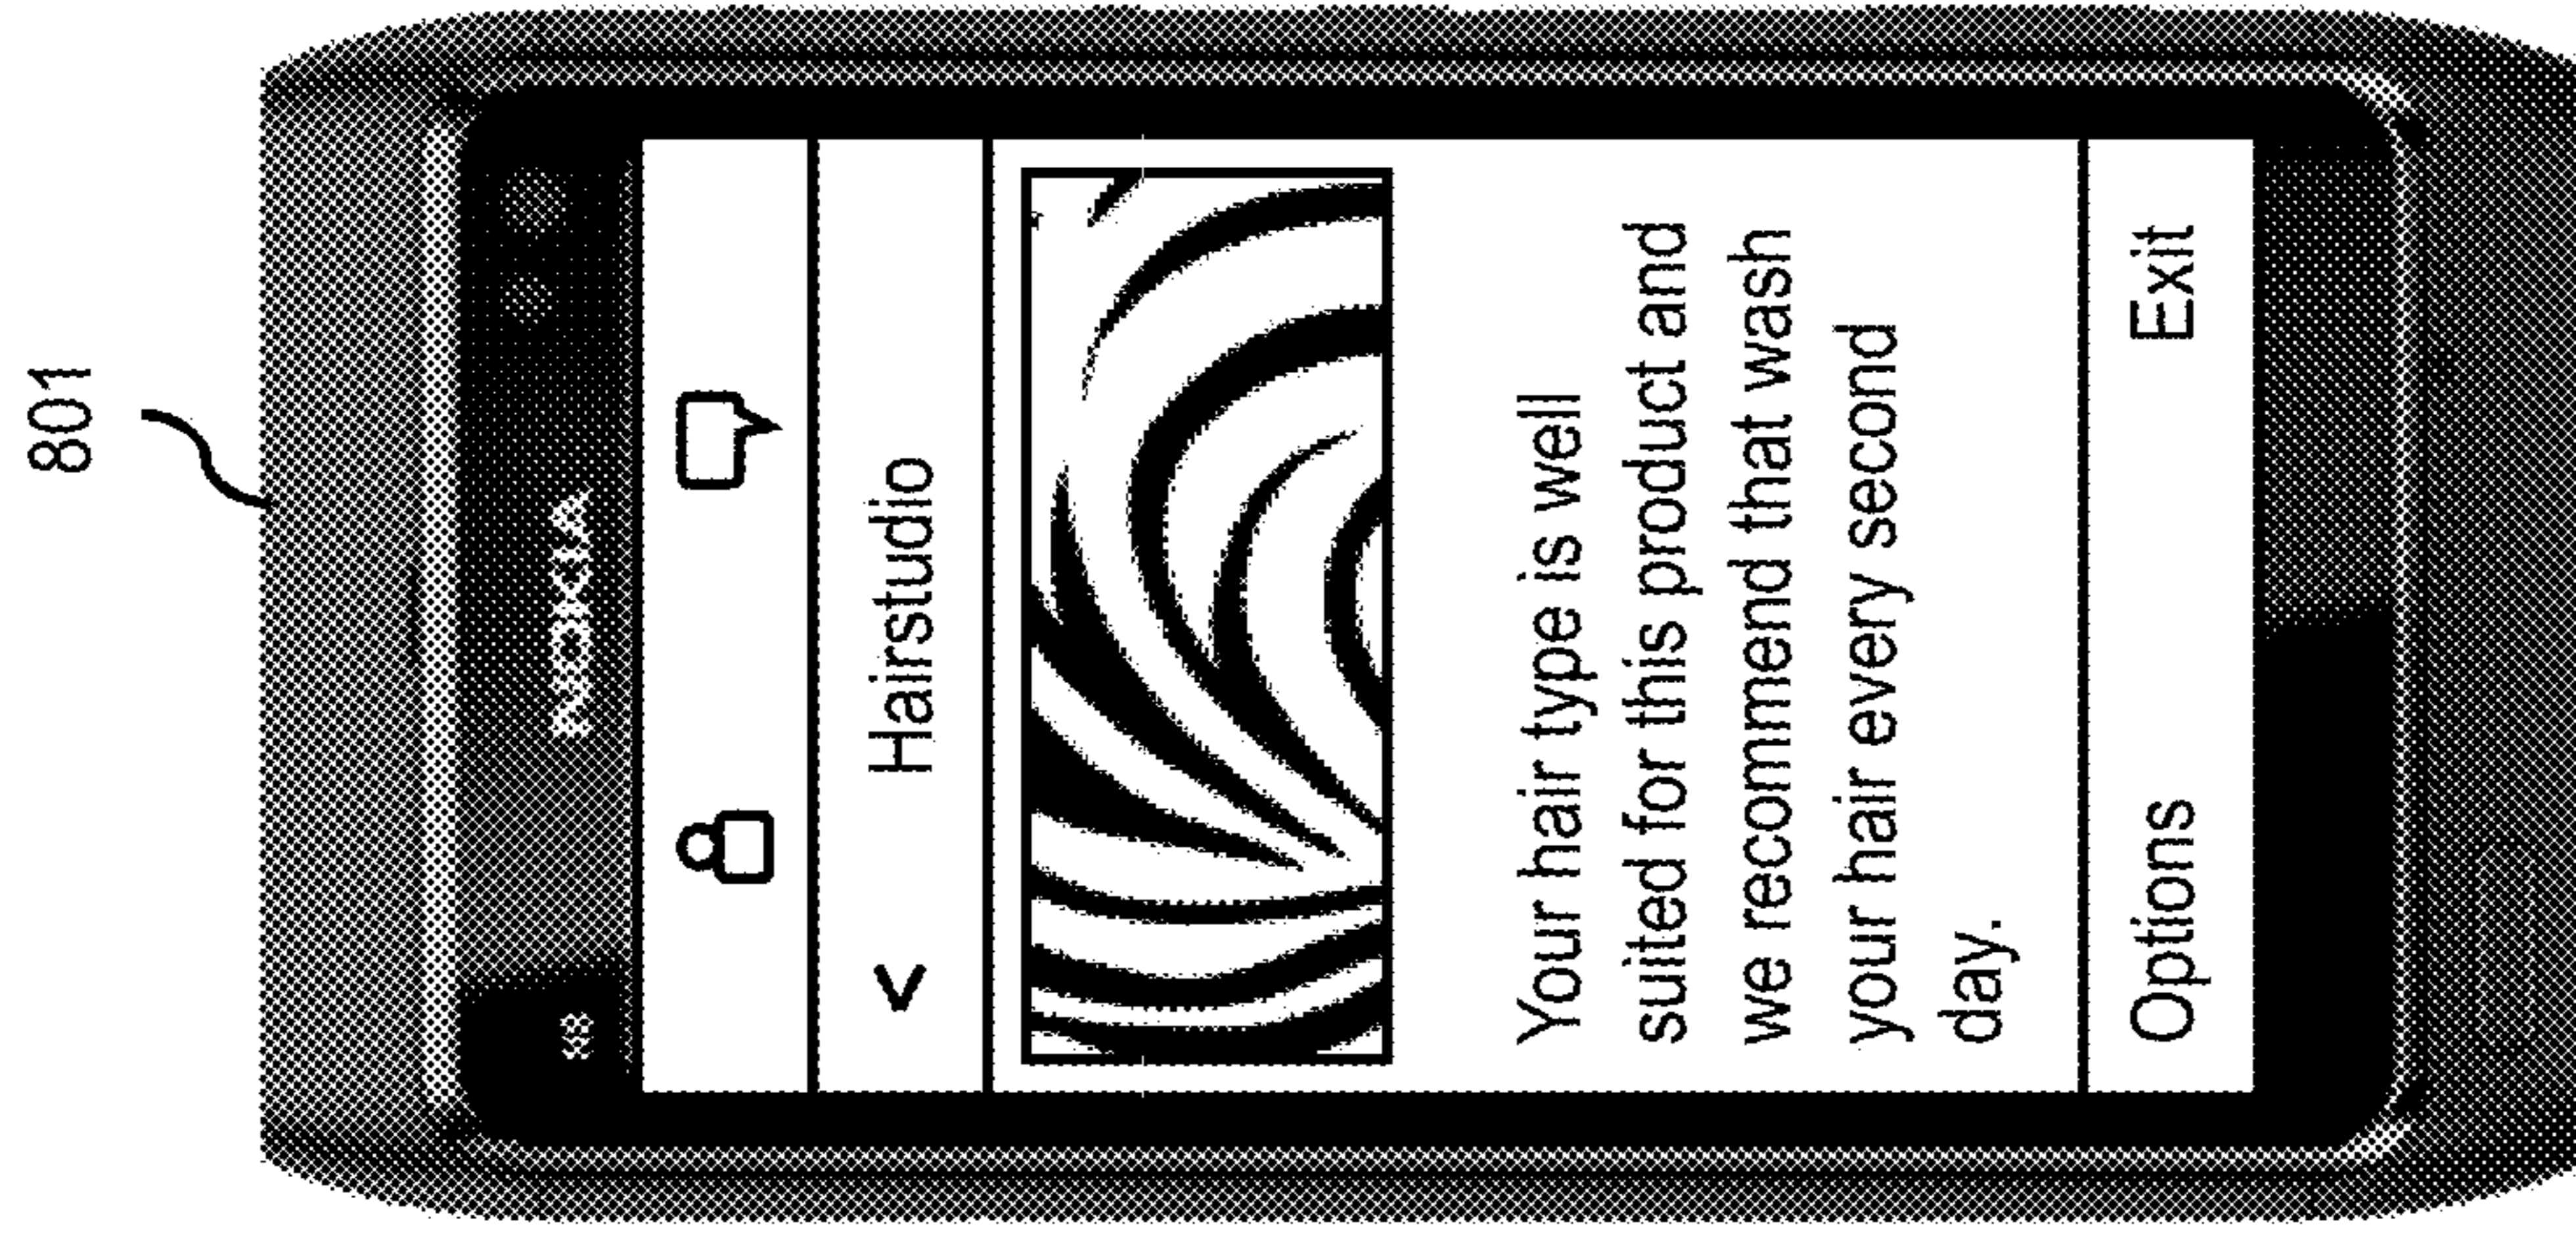 801
x8
NOKIA
< Hairstudio
Your hair type is well
suited for this product and
we recommend that wash
your hair every second
day.
Options Exit